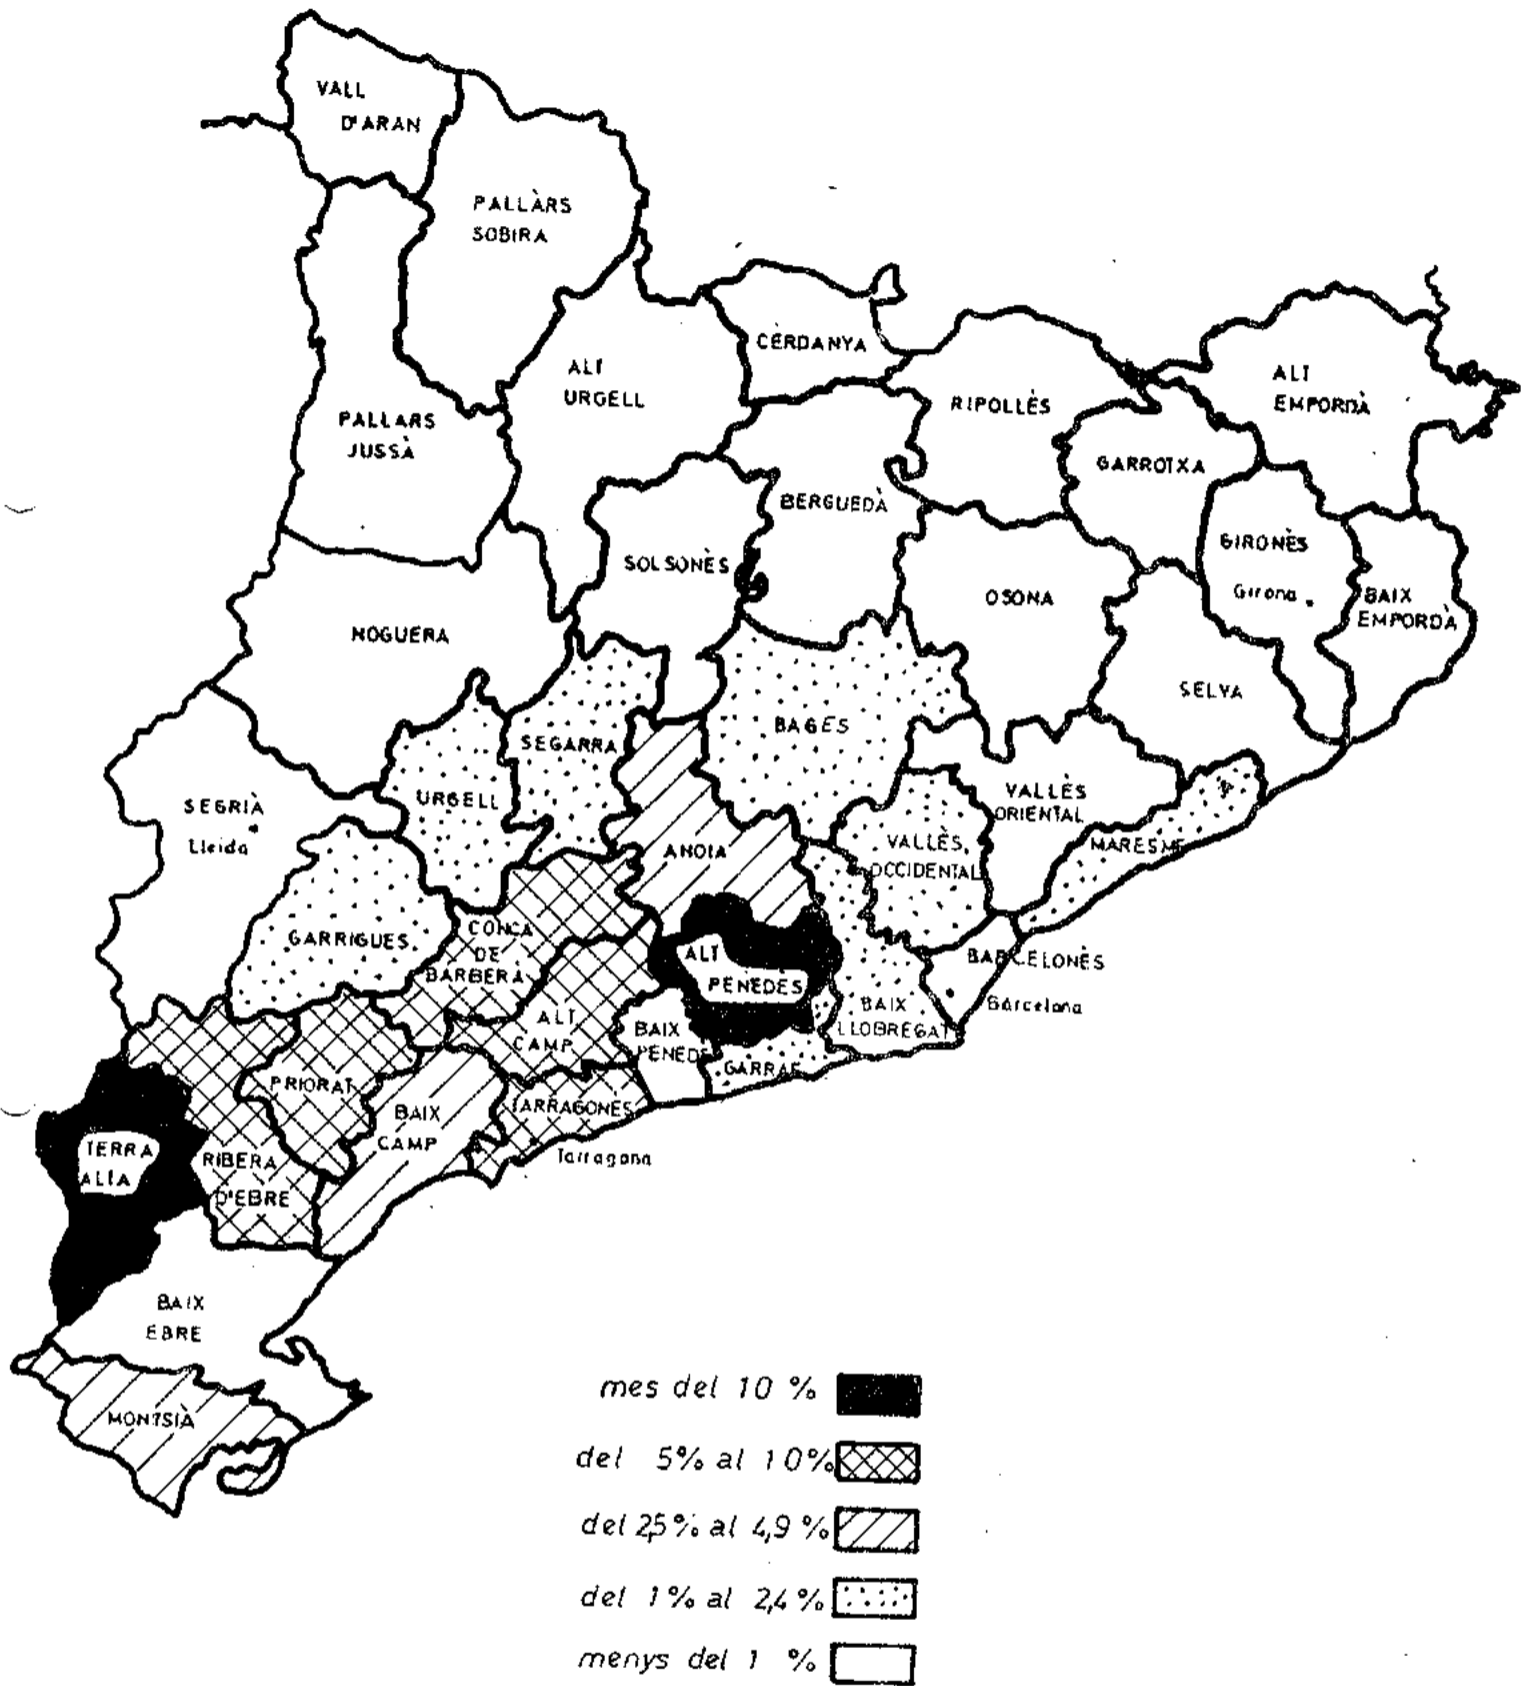 VALL
D'ARAN
PALLÀRS
SOBIRA
CERDANYA
ALT
URGELL
RIPOLLÈS
ALT
EMPORDÀ
PALLARS
JUSSÀ
GARROTXA
BERGUEDÀ
SOLSONÈS
GIRONÈS
Girona
OSONA
BAIX
EMPORDÀ
NOGUERA
SELVA
SEGARRA
BAGES
URGELL
VALLÈS
ORIENTAL
SEGRIÀ
Lleida
MARESME
ANOIA
VALLÈS
OCCIDENTAL
GARRIGUES
CONCA
DE
BARBERÀ
ALT
PENEDÈS
BARCELONÈS
Barcelona
BAIX
LLOBREGAT
ALT
CAMP
BAIX
PENEDÈS
GARRAF
PRIORAT
BAIX
CAMP
TARRAGONÈS
Tarragona
TERRA
ALTA
RIBERA
D'EBRE
BAIX
EBRE
MONTSIÀ
mes del 10 %
del 5% al 10%
del 2,5% al 4,9 %
del 1% al 2,4 %
menys del 1 %